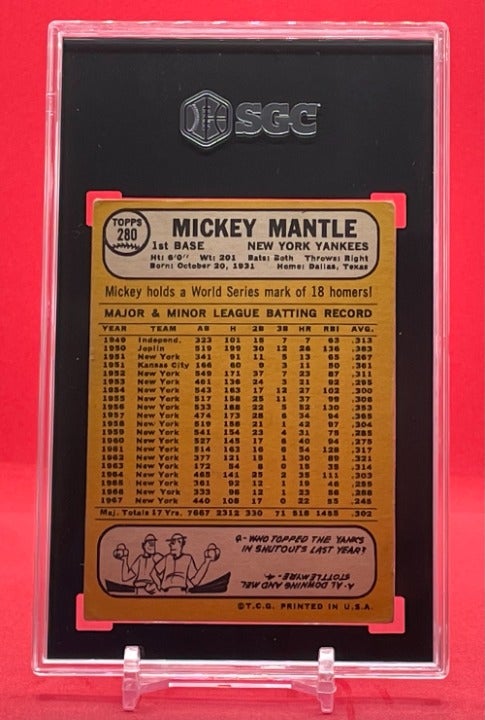 SGC
TOPPS
280
MICKEY MANTLE
1st BASE NEW YORK YANKEES
Ht: 6'0" Wt: 201 Bats: Both Throws: Right
Born: October 20, 1931 Home: Dallas, Texas
Mickey holds a World Series mark of 18 homers!
MAJOR & MINOR LEAGUE BATTING RECORD
YEAR TEAM AB H 2B 3B HR RBI AVG.
1949 Independ. 323 101 15 7 7 63 .313
1950 Joplin 519 199 30 12 26 136 .383
1951 New York 341 91 11 5 13 65 .267
1951 Kansas City 166 60 9 3 11 50 .361
1952 New York 549 171 37 7 23 87 .311
1953 New York 461 136 24 3 21 92 .295
1954 New York 543 163 17 12 27 102 .300
1955 New York 517 158 25 11 37 99 .306
1956 New York 533 188 22 5 52 130 .353
1957 New York 474 173 28 6 34 94 .365
1958 New York 519 158 21 1 42 97 .304
1959 New York 541 154 23 4 31 75 .285
1960 New York 527 145 17 6 40 94 .275
1961 New York 514 163 16 6 54 128 .317
1962 New York 377 121 15 1 30 89 .321
1963 New York 172 54 8 0 15 35 .314
1964 New York 465 141 25 2 35 111 .303
1965 New York 361 92 12 1 19 46 .255
1966 New York 333 96 12 1 23 56 .288
1967 New York 440 108 17 0 22 55 .245
Maj. Totals 17 Yrs. 7667 2312 330 71 518 1455 .302
Q- WHO TOPPED THE YANKS
IN SHUTOUTS LAST YEAR?
A- AL DOWNING AND MEL
STOTTLEMYRE - 4
©T.C.G. PRINTED IN U.S.A.